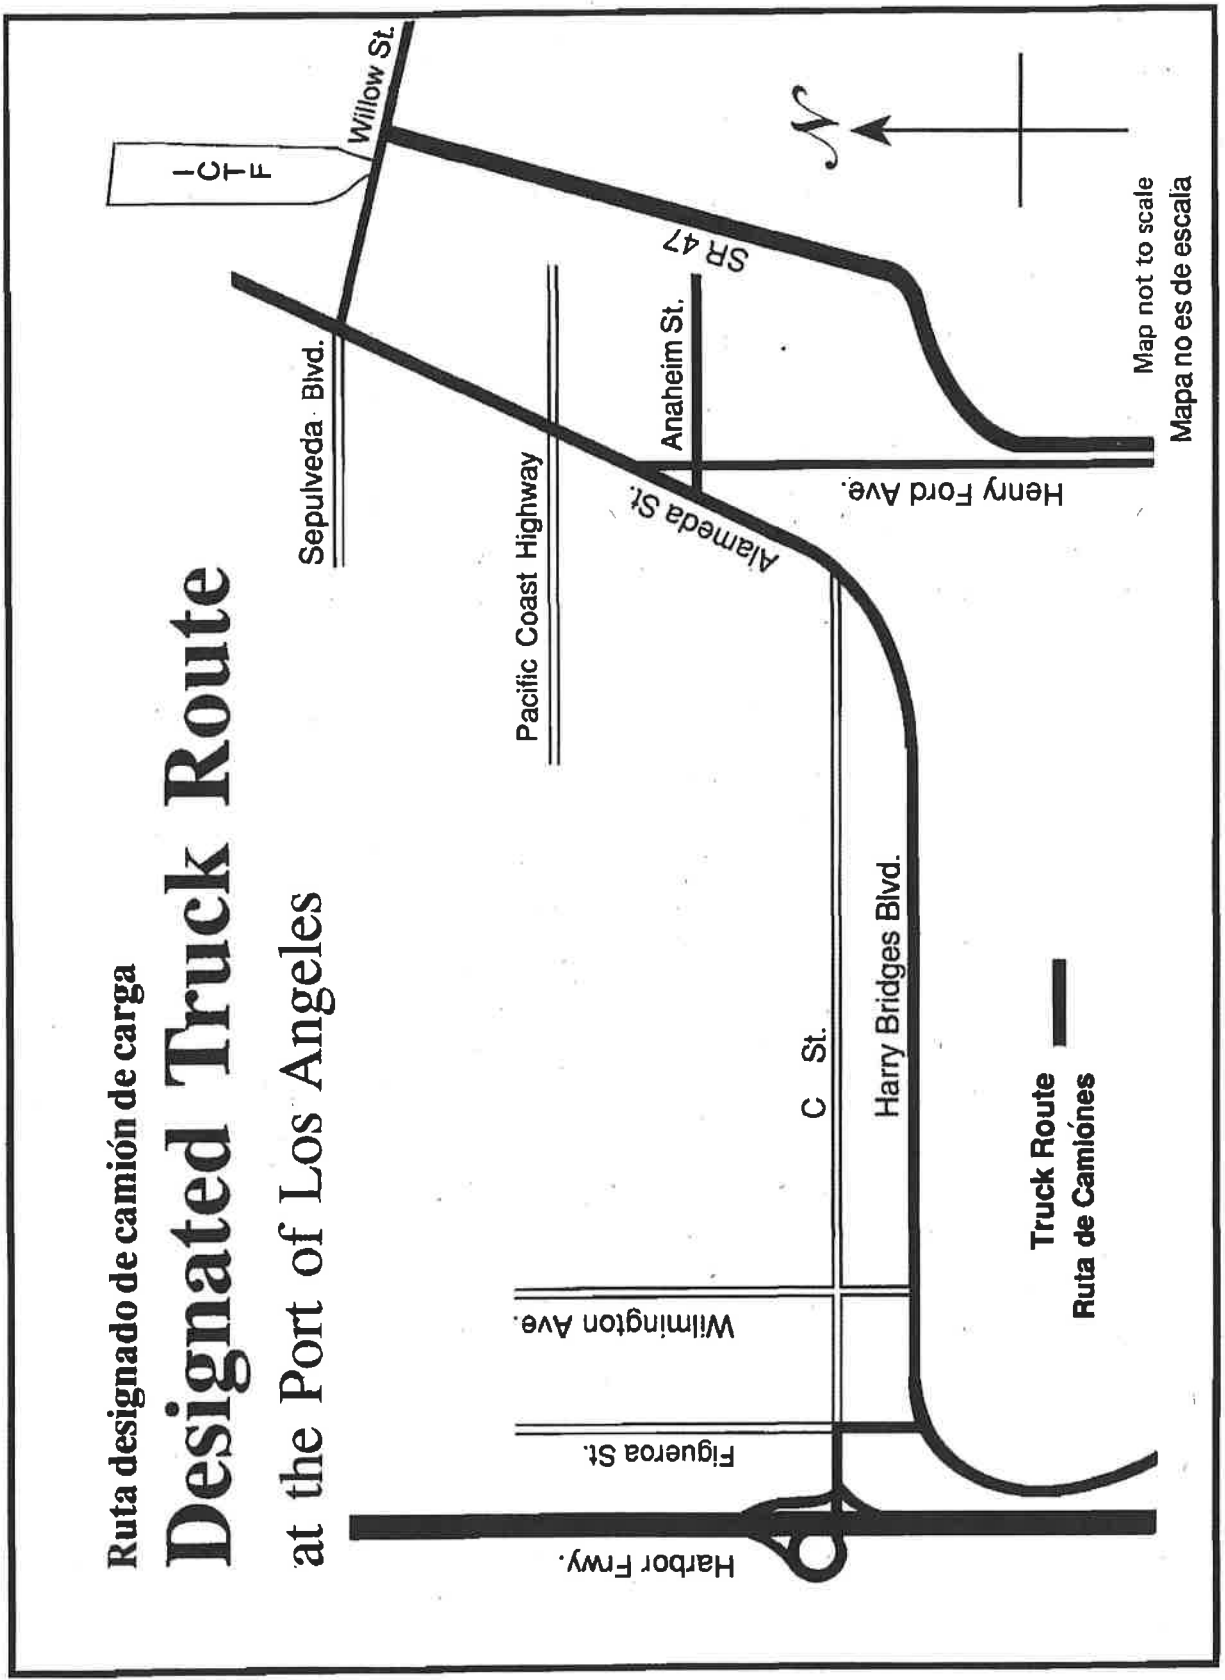 Ruta designado de camión de carga
Designated Truck Route
at the Port of Los Angeles
I
C
T
F
Willow St.
Sepulveda Blvd.
Pacific Coast Highway
Anaheim St.
SR 47
Alameda St.
Henry Ford Ave.
Harbor Frwy.
Figueroa St.
Wilmington Ave.
C St.
Harry Bridges Blvd.
N
Truck Route
Ruta de Camiónes
Map not to scale
Mapa no es de escala